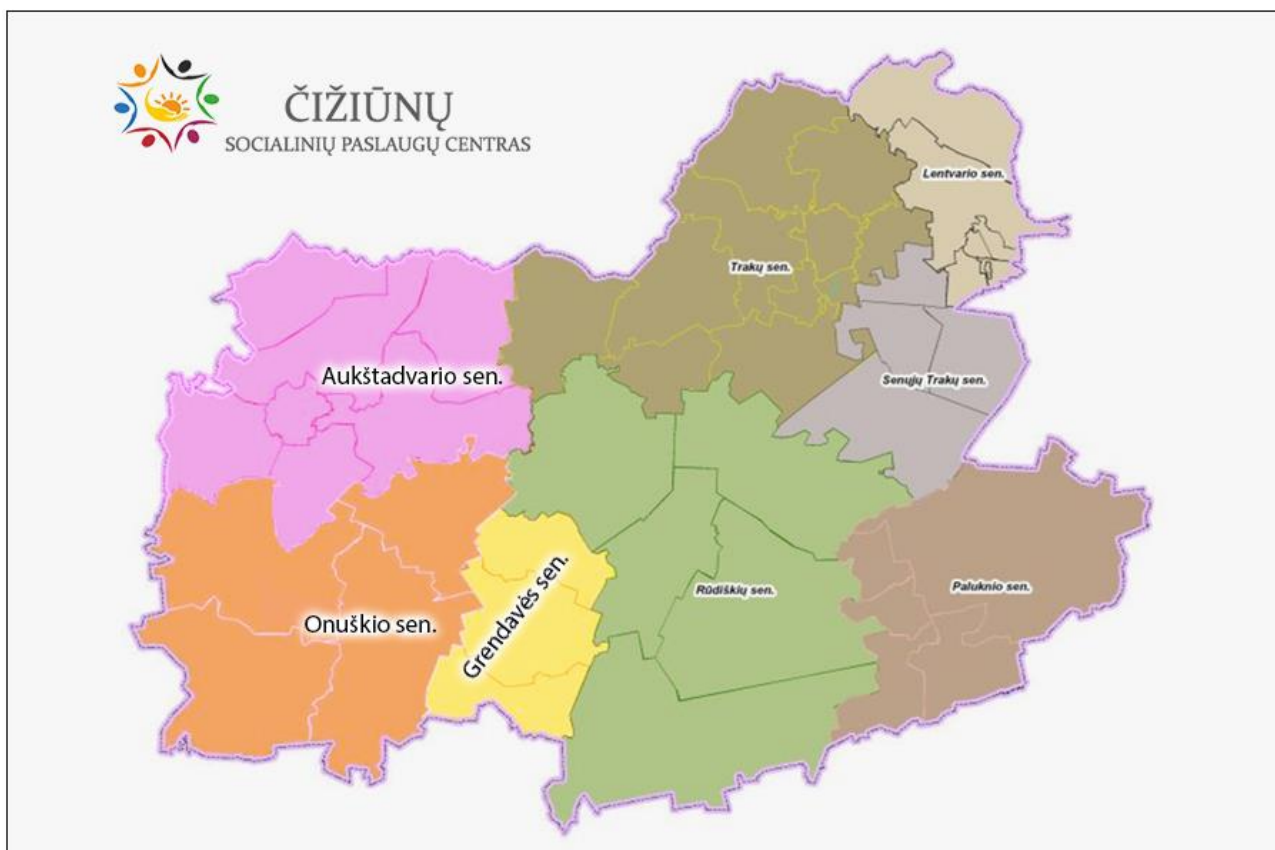 ČIŽIŪNŲ
SOCIALINIŲ PASLAUGŲ CENTRAS
Lentvario sen.
Trakų sen.
Aukštadvario sen.
Senųjų Trakų sen.
Onuškio sen.
Grendavės sen.
Rūdiškių sen.
Paluknio sen.